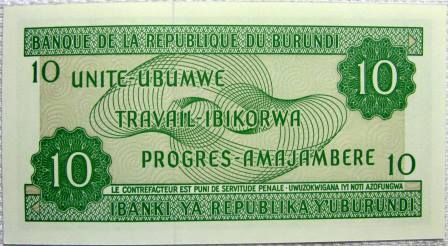 BANQUE DE LA REPUBLIQUE DU BURUNDI
10 UNITE-UBUMWE 10
TRAVAIL-IBIKORWA
10 PROGRES-AMAJAMBERE 10
LE CONTREFACTEUR EST PUNI DE SERVITUDE PENALE - UWUZOKWIGANA IYI NOTI AZOFUNGWA
IBANKI YA REPUBLIKA Y'UBURUNDI